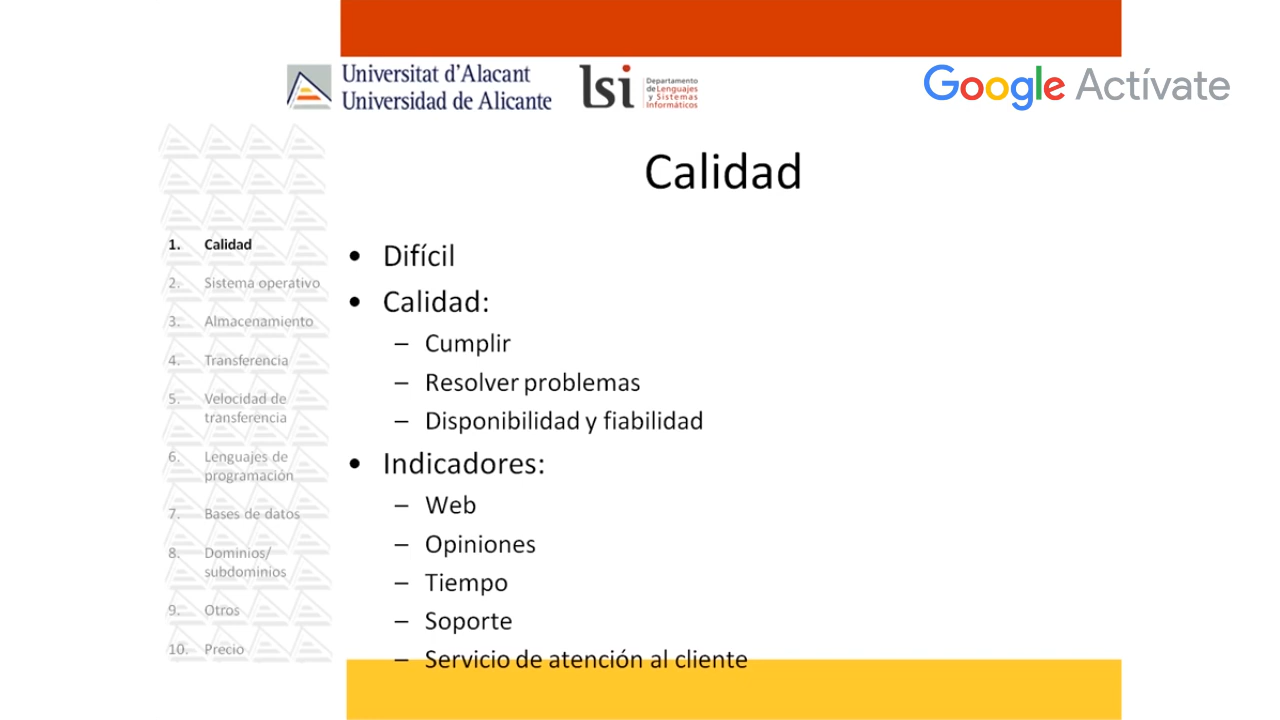 Universitat d'Alacant
Universidad de Alicante
lsi
Departamento
de Lenguajes
y Sistemas
Informáticos
Google Actívate
Calidad
1. Calidad
2. Sistema operativo
3. Almacenamiento
4. Transferencia
5. Velocidad de
transferencia
6. Lenguajes de
programación
7. Bases de datos
8. Dominios/
subdominios
9. Otros
10. Precio
• Difícil
• Calidad:
– Cumplir
– Resolver problemas
– Disponibilidad y fiabilidad
• Indicadores:
– Web
– Opiniones
– Tiempo
– Soporte
– Servicio de atención al cliente